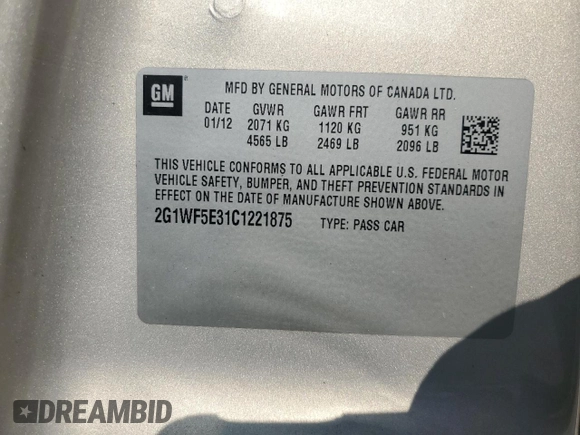 GM
MFD BY GENERAL MOTORS OF CANADA LTD.
DATE GVWR GAWR FRT GAWR RR
01/12 2071 KG 1120 KG 951 KG
4565 LB 2469 LB 2096 LB
THIS VEHICLE CONFORMS TO ALL APPLICABLE U.S. FEDERAL MOTOR
VEHICLE SAFETY, BUMPER, AND THEFT PREVENTION STANDARDS IN
EFFECT ON THE DATE OF MANUFACTURE SHOWN ABOVE.
2G1WF5E31C1221875 TYPE: PASS CAR
DREAMBID